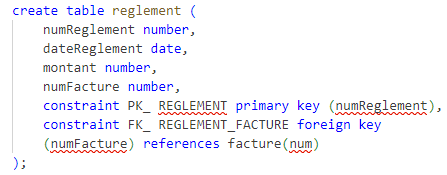 create table reglement (
numReglement number,
dateReglement date,
montant number,
numFacture number,
constraint PK_ REGLEMENT primary key (numReglement),
constraint FK_ REGLEMENT_FACTURE foreign key
(numFacture) references facture(num)
);